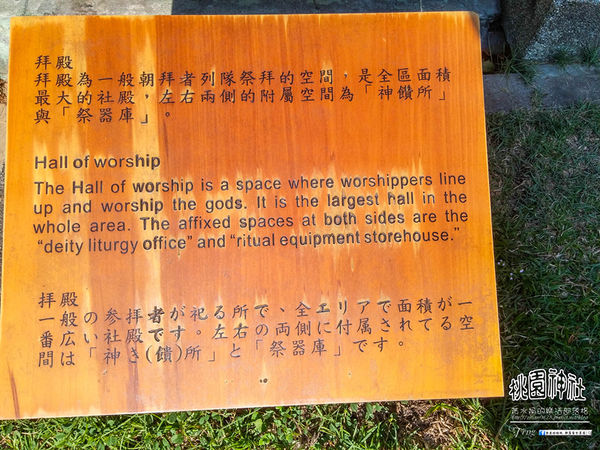 拜殿
拜殿為一般朝拜者列隊祭拜的空間，是全區面積
最大的社殿，左右兩側的附屬空間為「神饌所」
與「祭器庫」。
Hall of worship
The Hall of worship is a space where worshippers line
up and worship the gods. It is the largest hall in the
whole area. The affixed spaces at both sides are the
“deity liturgy office” and “ritual equipment storehouse.”
拜殿
一般の参拝者が祀る所で、全エリアで面積が一
番広い社殿です。左右の両側に付属されてる空
間は「神き(饌)所」と「祭器庫」です。
桃園神社